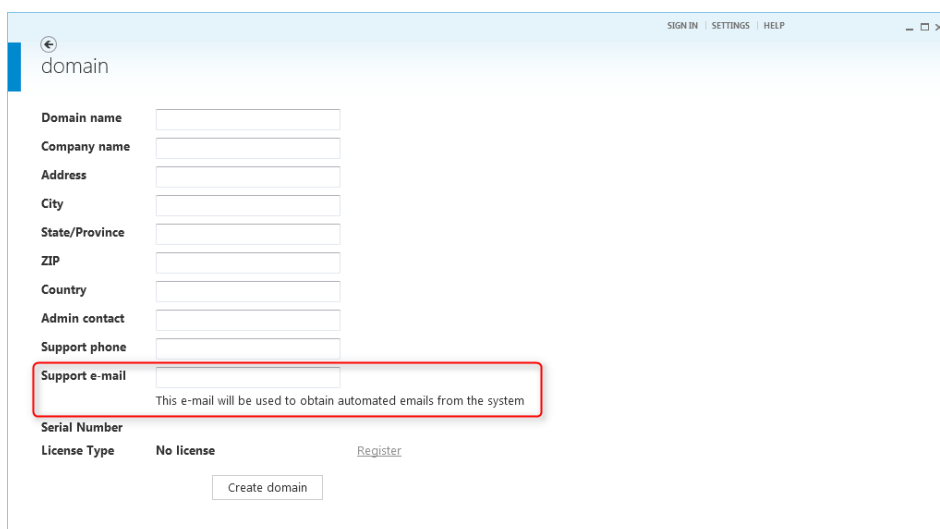 SIGN IN | SETTINGS | HELP
domain
Domain name
Company name
Address
City
State/Province
ZIP
Country
Admin contact
Support phone
Support e-mail
This e-mail will be used to obtain automated emails from the system
Serial Number
License Type No license Register
Create domain